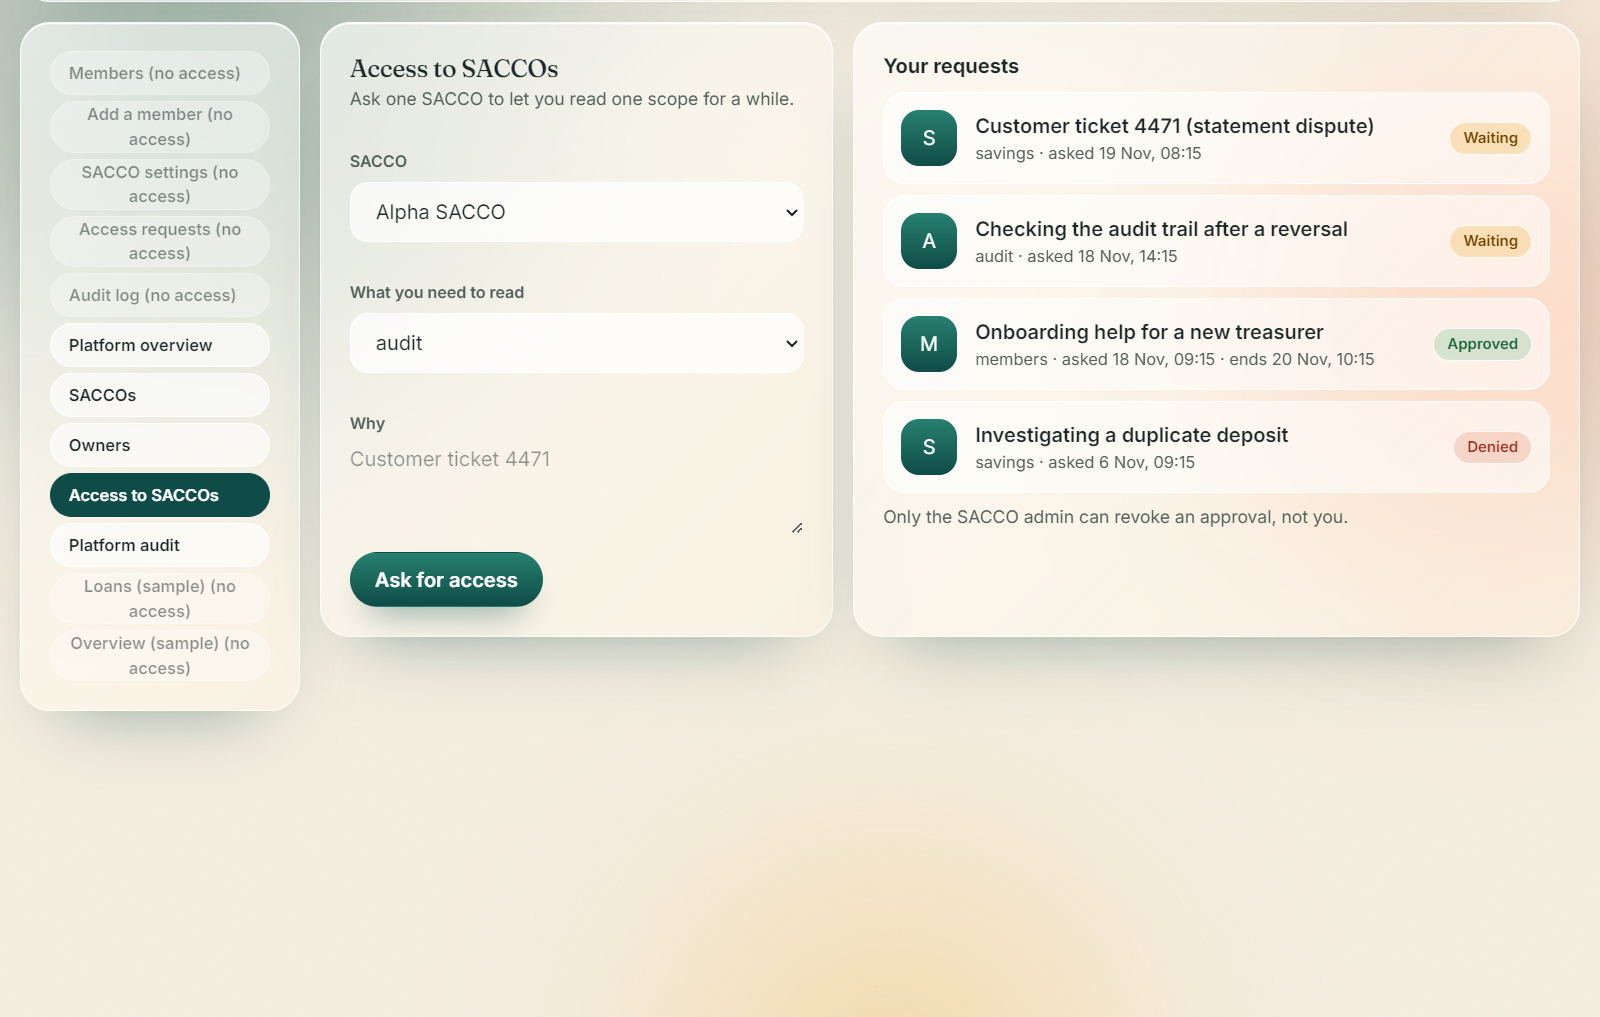 Members (no access)
Add a member (no
access)
SACCO settings (no
access)
Access requests (no
access)
Audit log (no access)
Platform overview
SACCOs
Owners
Access to SACCOs
Platform audit
Loans (sample) (no
access)
Overview (sample) (no
access)
Access to SACCOs
Ask one SACCO to let you read one scope for a while.
SACCO
Alpha SACCO
What you need to read
audit
Why
Customer ticket 4471
Ask for access
Your requests
S
Customer ticket 4471 (statement dispute)
savings · asked 19 Nov, 08:15
Waiting
A
Checking the audit trail after a reversal
audit · asked 18 Nov, 14:15
Waiting
M
Onboarding help for a new treasurer
members · asked 18 Nov, 09:15 · ends 20 Nov, 10:15
Approved
S
Investigating a duplicate deposit
savings · asked 6 Nov, 09:15
Denied
Only the SACCO admin can revoke an approval, not you.